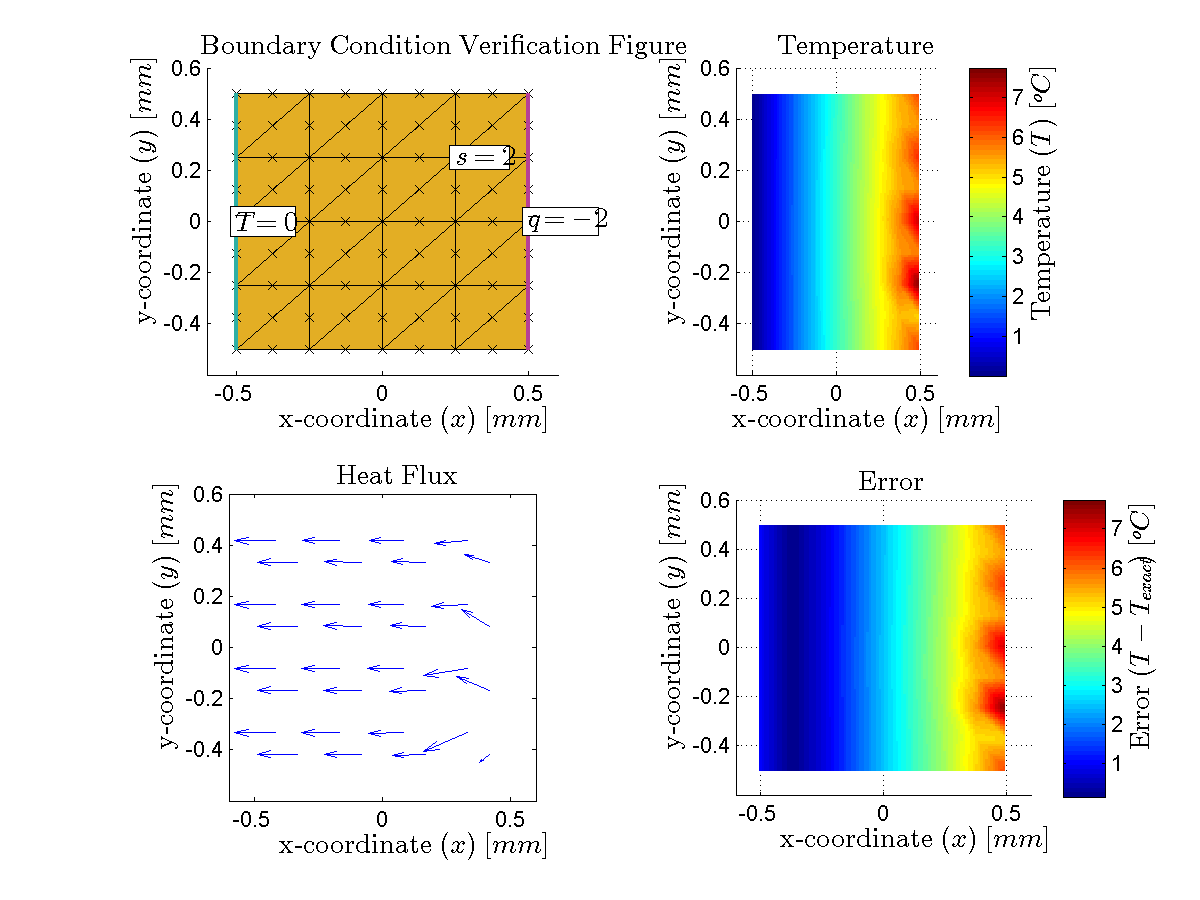 Boundary Condition Verification Figure
0.6
0.4
0.2
0
-0.2
-0.4
y-coordinate (y) [mm]
s = 2
T = 0
q = −2
-0.5
0
0.5
x-coordinate (x) [mm]
Temperature
0.6
0.4
0.2
0
-0.2
-0.4
y-coordinate (y) [mm]
-0.5
0
0.5
x-coordinate (x) [mm]
7
6
5
4
3
2
1
Temperature (T) [ºC]
Heat Flux
0.6
0.4
0.2
0
-0.2
-0.4
y-coordinate (y) [mm]
-0.5
0
0.5
x-coordinate (x) [mm]
Error
0.6
0.4
0.2
0
-0.2
-0.4
y-coordinate (y) [mm]
-0.5
0
0.5
x-coordinate (x) [mm]
7
6
5
4
3
2
1
Error (T − Texact) [ºC]